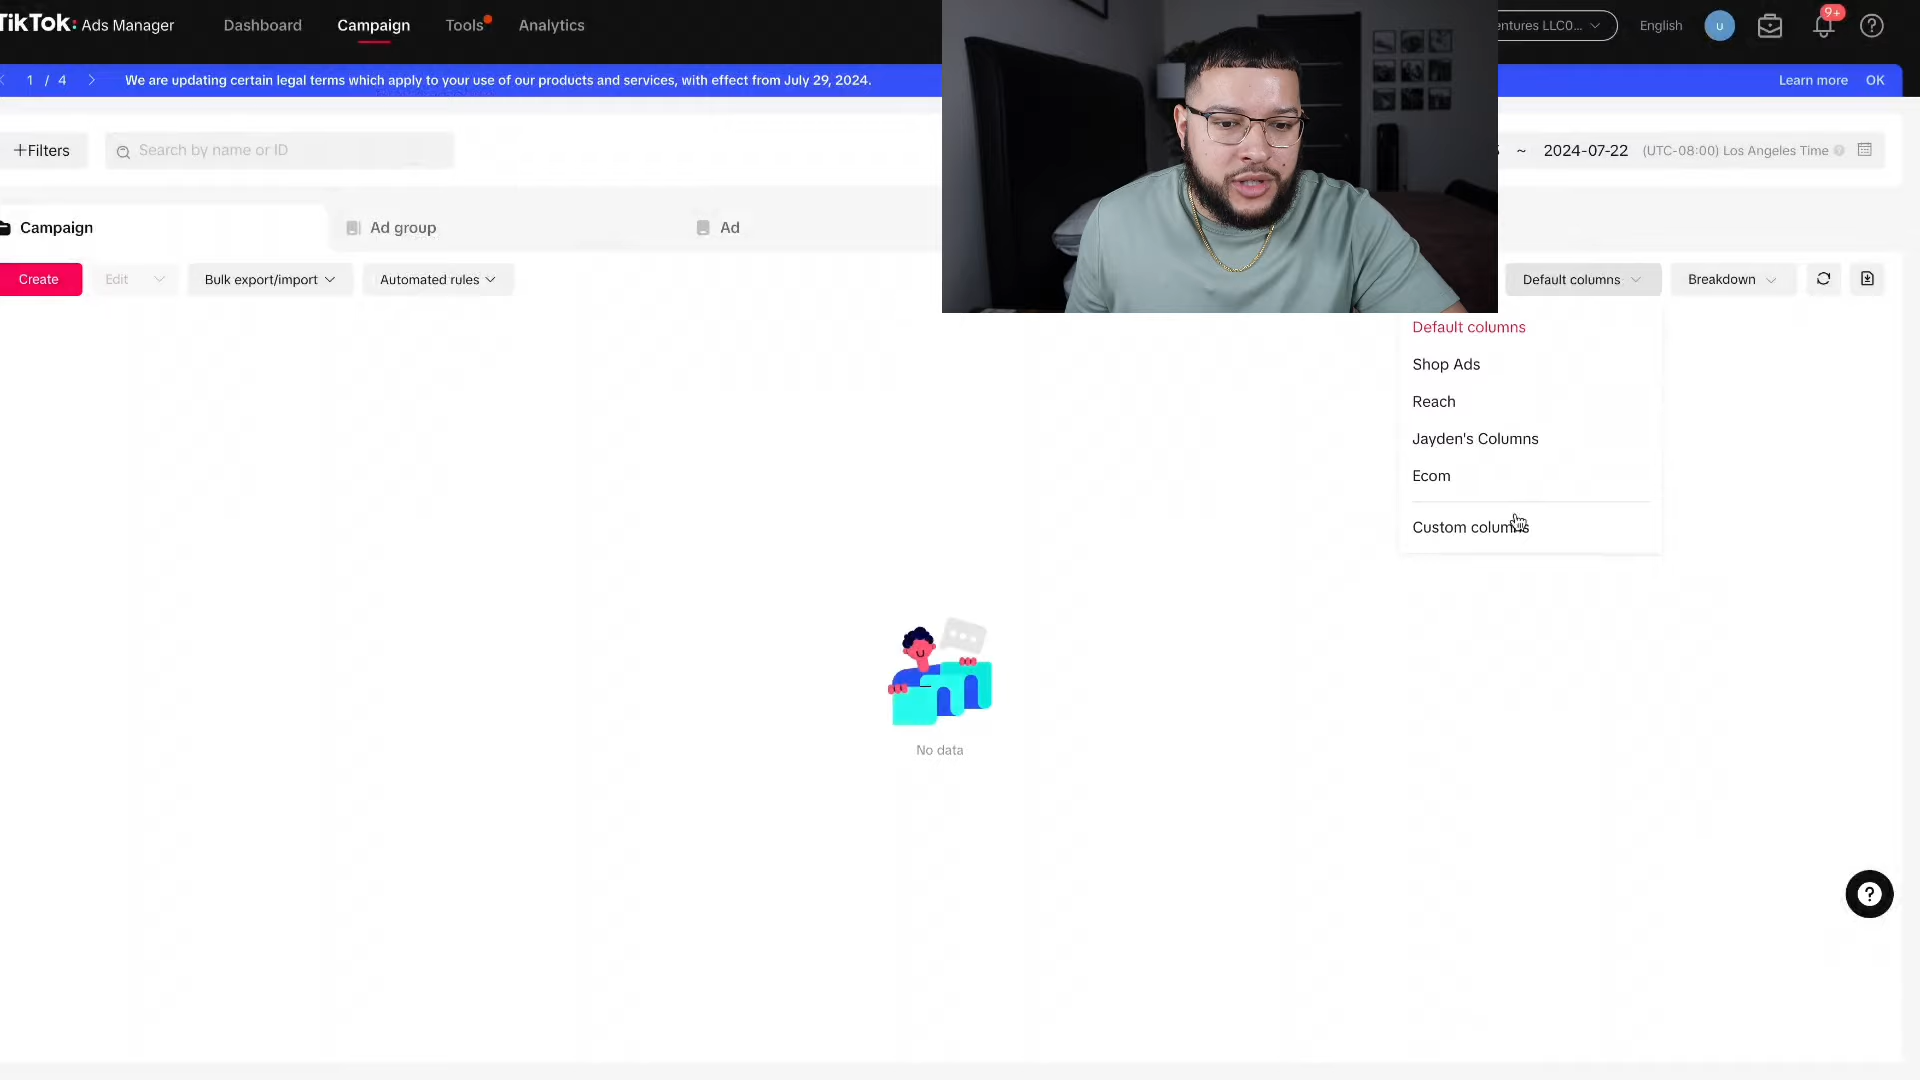 TikTok: Ads Manager
Dashboard
Campaign
Tools
Analytics
entures LLC0...
English
u
9+
1 / 4
We are updating certain legal terms which apply to your use of our products and services, with effect from July 29, 2024.
Learn more
OK
+Filters
Search by name or ID
~ 2024-07-22 (UTC-08:00) Los Angeles Time
Campaign
Ad group
Ad
Create
Edit
Bulk export/import
Automated rules
Default columns
Breakdown
Default columns
Shop Ads
Reach
Jayden's Columns
Ecom
Custom columns
No data
?